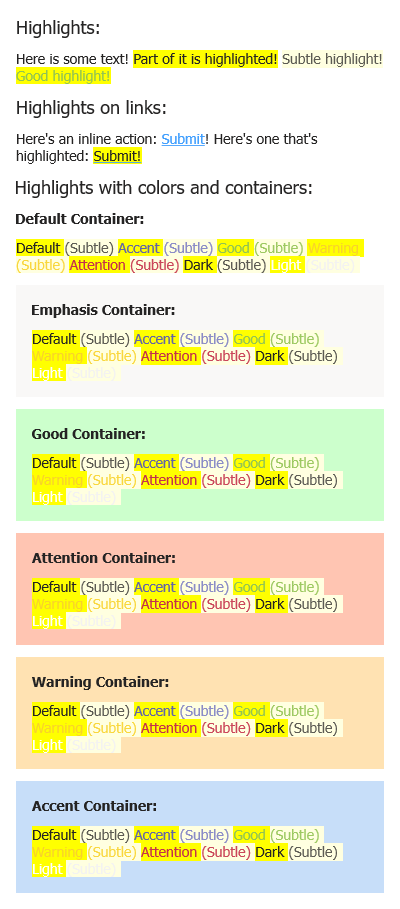 Highlights:
Here is some text! Part of it is highlighted! Subtle highlight!
Good highlight!
Highlights on links:
Here's an inline action: Submit! Here's one that's
highlighted: Submit!
Highlights with colors and containers:
Default Container:
Default (Subtle) Accent (Subtle) Good (Subtle) Warning
(Subtle) Attention (Subtle) Dark (Subtle) Light (Subtle)
Emphasis Container:
Default (Subtle) Accent (Subtle) Good (Subtle)
Warning (Subtle) Attention (Subtle) Dark (Subtle)
Light (Subtle)
Good Container:
Default (Subtle) Accent (Subtle) Good (Subtle)
Warning (Subtle) Attention (Subtle) Dark (Subtle)
Light (Subtle)
Attention Container:
Default (Subtle) Accent (Subtle) Good (Subtle)
Warning (Subtle) Attention (Subtle) Dark (Subtle)
Light (Subtle)
Warning Container:
Default (Subtle) Accent (Subtle) Good (Subtle)
Warning (Subtle) Attention (Subtle) Dark (Subtle)
Light (Subtle)
Accent Container:
Default (Subtle) Accent (Subtle) Good (Subtle)
Warning (Subtle) Attention (Subtle) Dark (Subtle)
Light (Subtle)